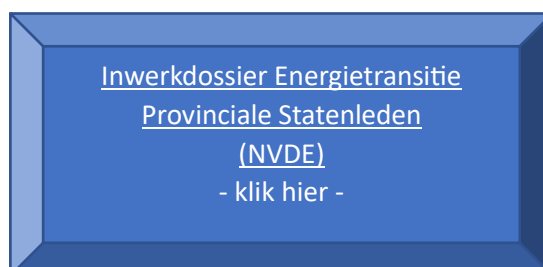 Inwerkdossier Energietransitie
Provinciale Statenleden
(NVDE)
- klik hier -